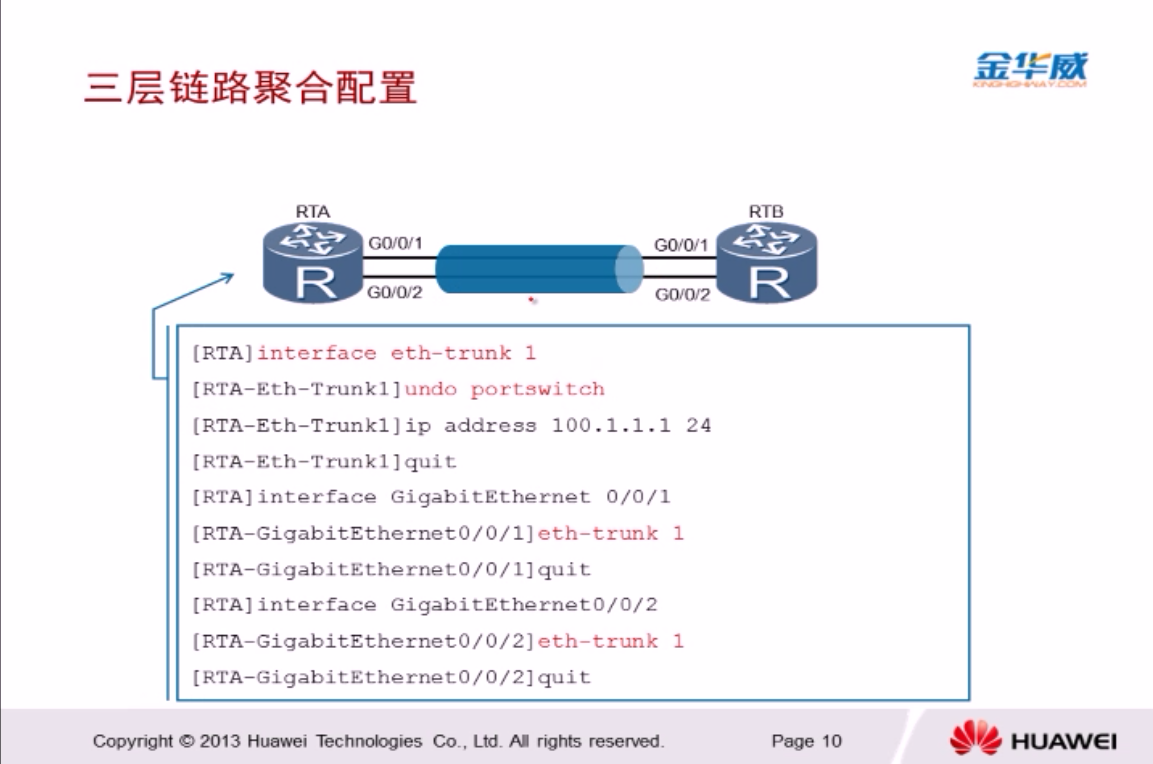 三层链路聚合配置
金华威
KINGHIGHWAY.COM
RTA
RTB
G0/0/1
G0/0/1
G0/0/2
G0/0/2
R
R
[RTA]interface eth-trunk 1
[RTA-Eth-Trunk1]undo portswitch
[RTA-Eth-Trunk1]ip address 100.1.1.1 24
[RTA-Eth-Trunk1]quit
[RTA]interface GigabitEthernet 0/0/1
[RTA-GigabitEthernet0/0/1]eth-trunk 1
[RTA-GigabitEthernet0/0/1]quit
[RTA]interface GigabitEthernet0/0/2
[RTA-GigabitEthernet0/0/2]eth-trunk 1
[RTA-GigabitEthernet0/0/2]quit
Copyright © 2013 Huawei Technologies Co., Ltd. All rights reserved.
Page 10
HUAWEI